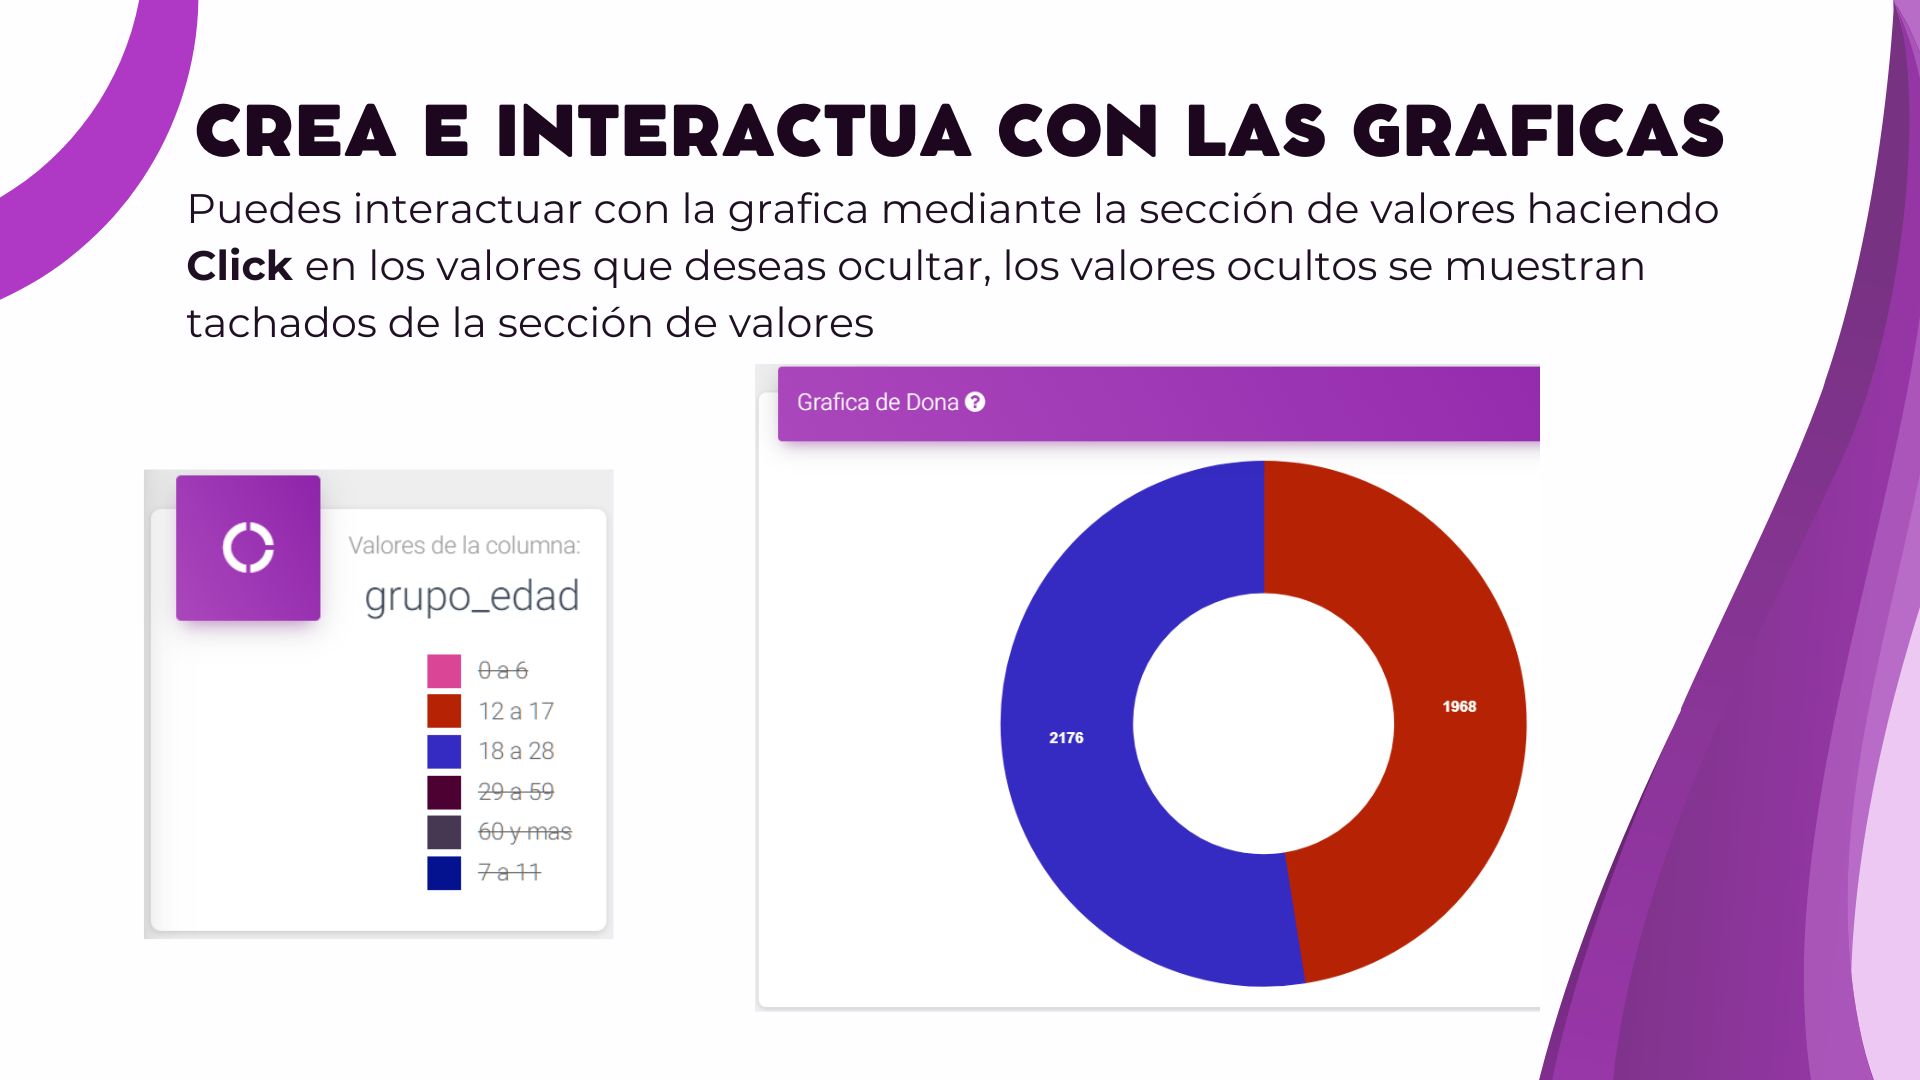 CREA E INTERACTUA CON LAS GRAFICAS
Puedes interactuar con la grafica mediante la sección de valores haciendo
Click en los valores que deseas ocultar, los valores ocultos se muestran
tachados de la sección de valores
Valores de la columna:
grupo_edad
0 a 6
12 a 17
18 a 28
29 a 59
60 y mas
7 a 11
Grafica de Dona ?
2176
1968